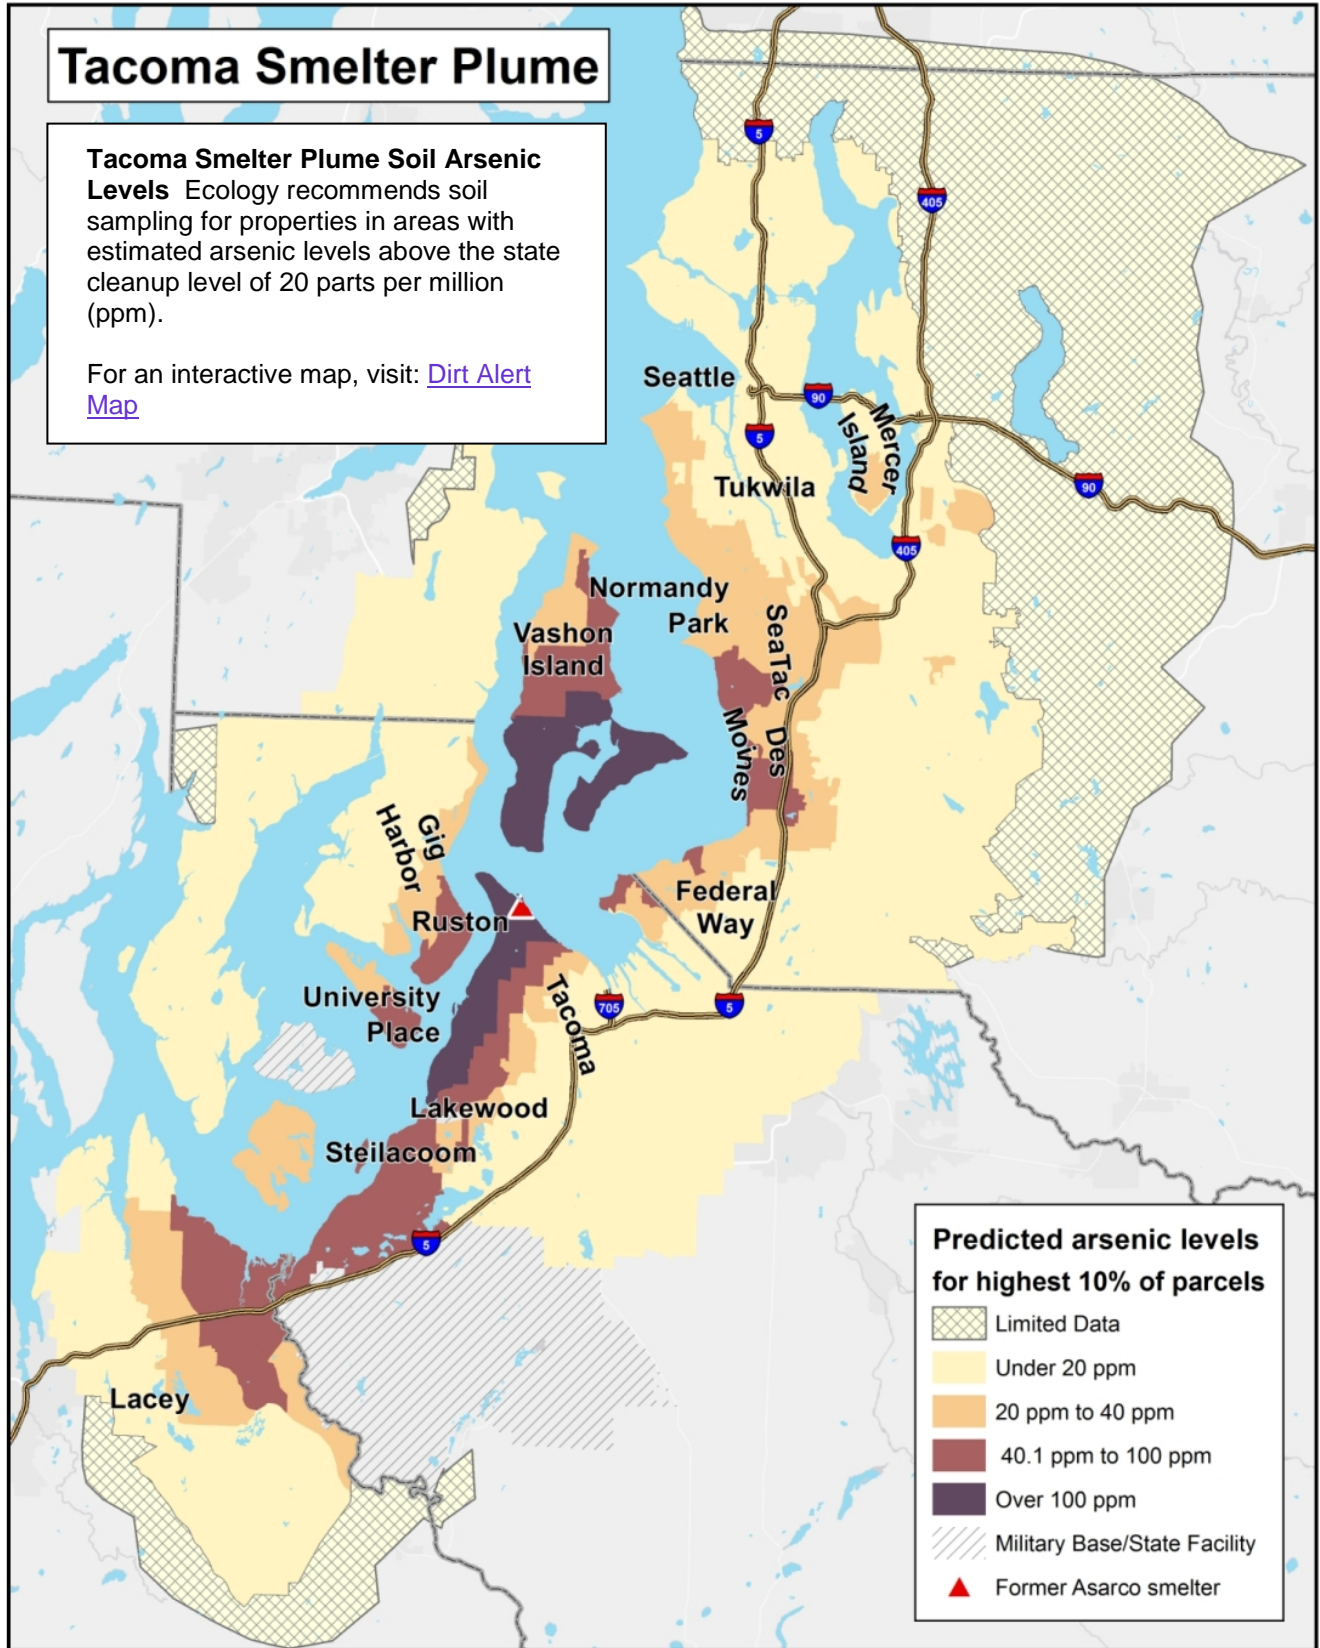 Tacoma Smelter Plume
Tacoma Smelter Plume Soil Arsenic
Levels Ecology recommends soil
sampling for properties in areas with
estimated arsenic levels above the state
cleanup level of 20 parts per million
(ppm).
For an interactive map, visit: Dirt Alert
Map
5
405
Seattle
90
5
Mercer
Island
Tukwila
90
405
Normandy
Park
Vashon
Island
SeaTac
Des
Moines
Gig
Harbor
Federal
Way
Ruston
University
Place
Tacoma
705
5
Lakewood
Steilacoom
5
Lacey
Predicted arsenic levels
for highest 10% of parcels
Limited Data
Under 20 ppm
20 ppm to 40 ppm
40.1 ppm to 100 ppm
Over 100 ppm
Military Base/State Facility
Former Asarco smelter